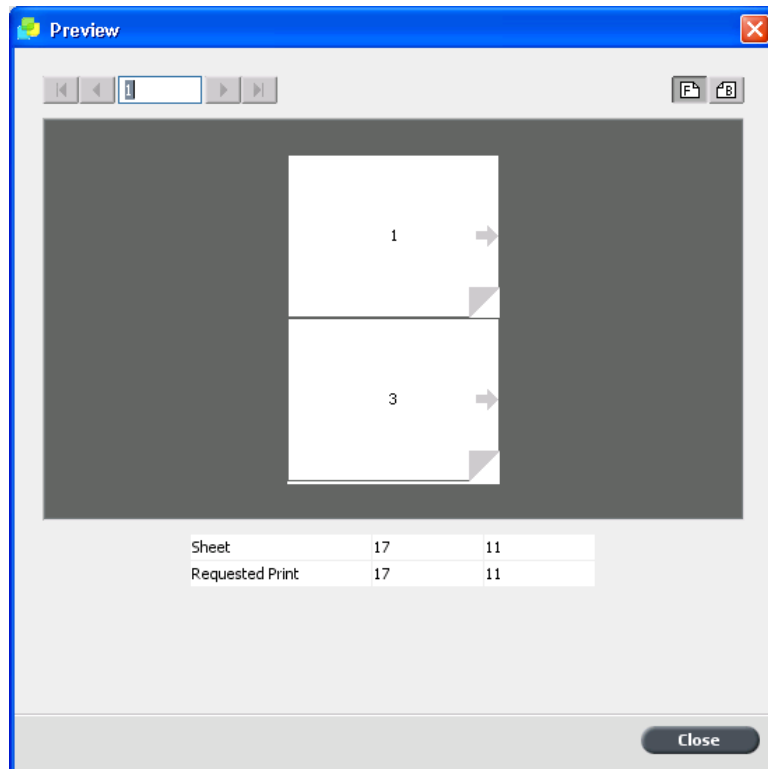 Preview
1
F B
1
3
Sheet 17 11
Requested Print 17 11
Close